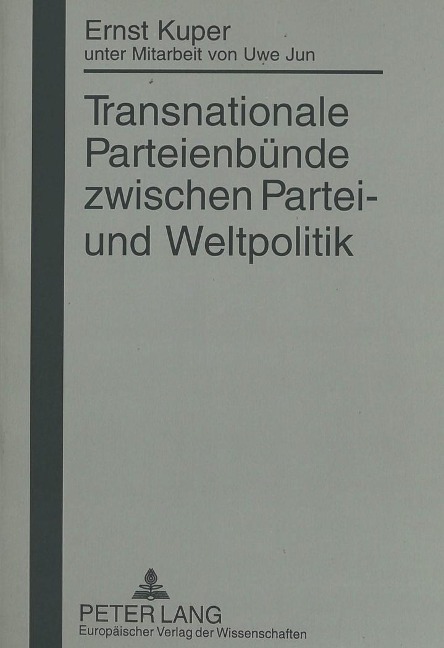 Ernst Kuper
unter Mitarbeit von Uwe Jun
Transnationale
Parteienbünde
zwischen Partei-
und Weltpolitik
PETER LANG
Europäischer Verlag der Wissenschaften